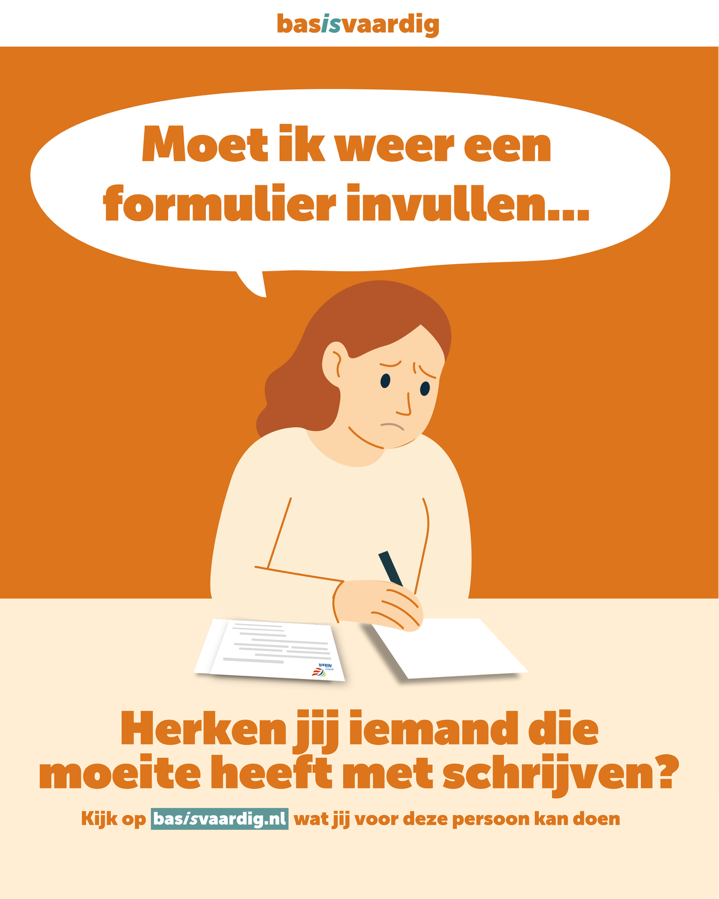 basisvaardig
Moet ik weer een
formulier invullen...
Herken jij iemand die
moeite heeft met schrijven?
Kijk op basisvaardig.nl wat jij voor deze persoon kan doen